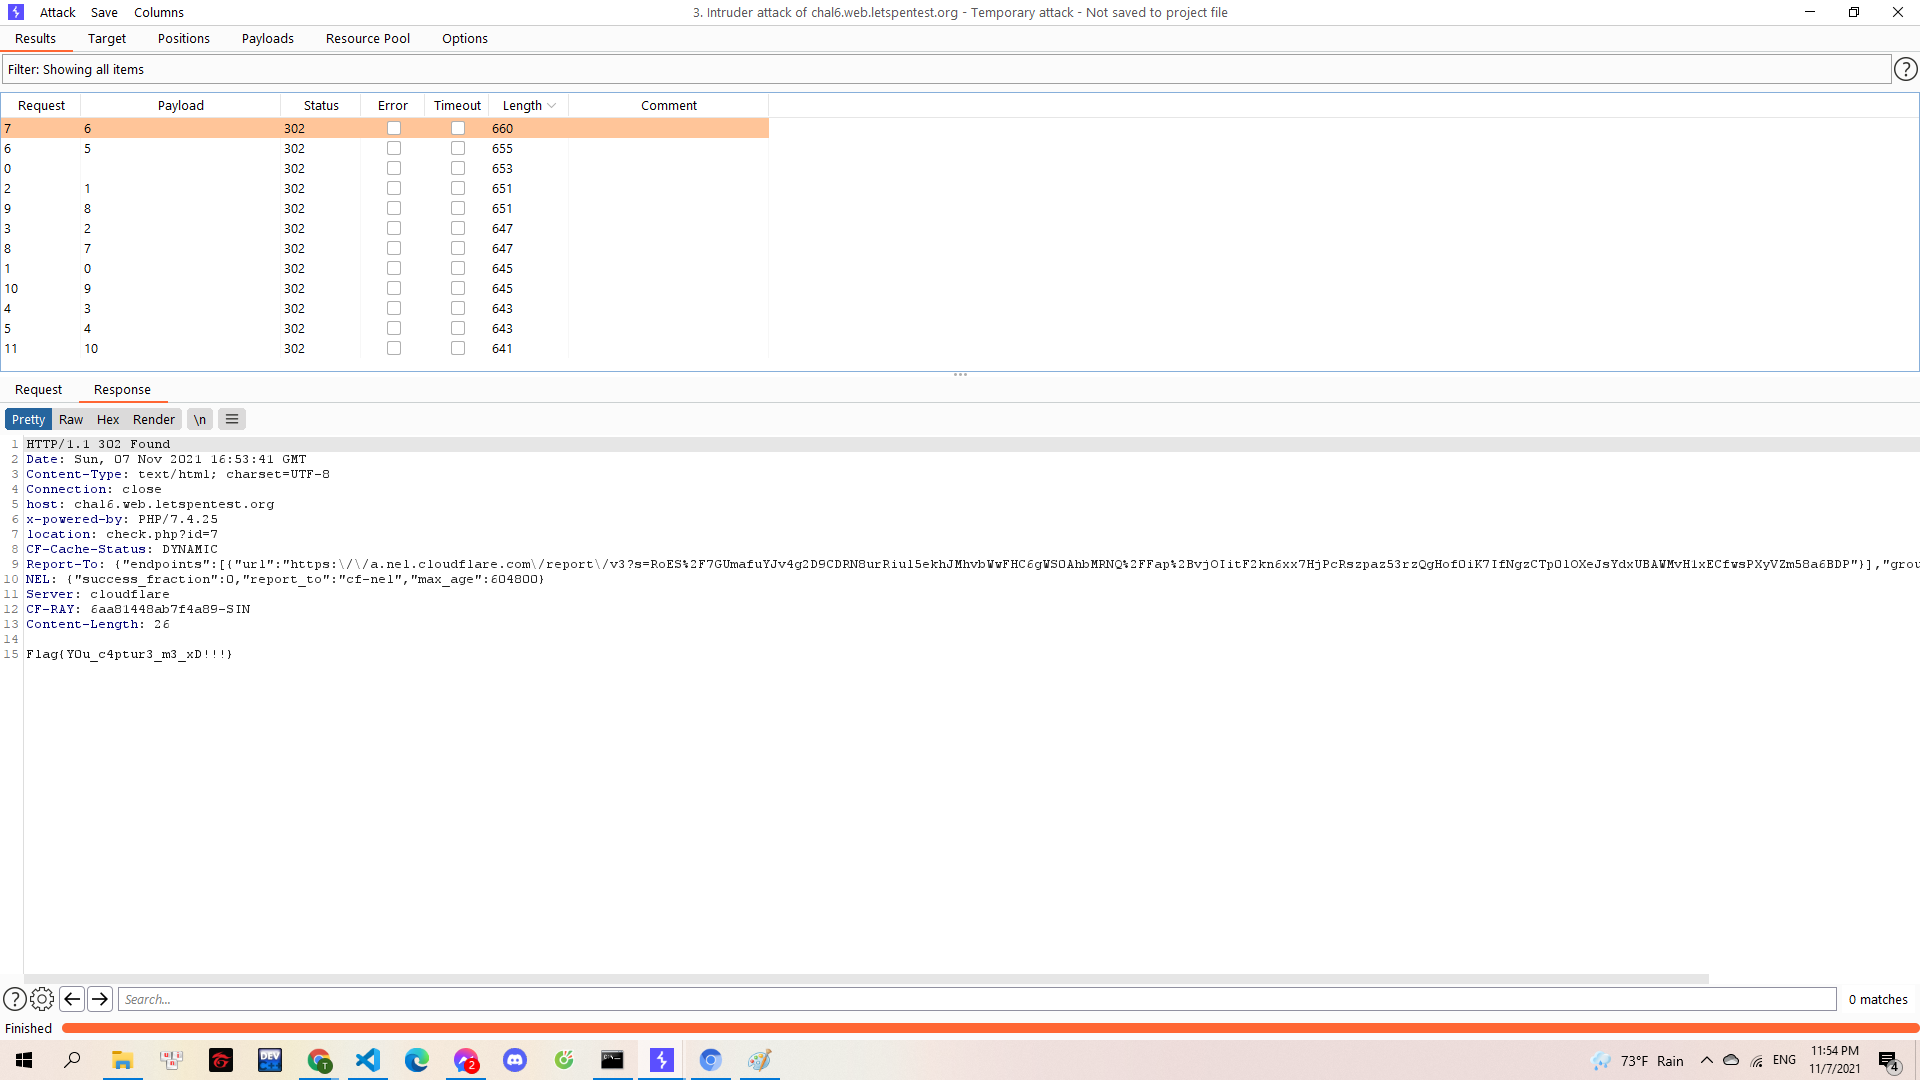 Attack Save Columns 3. Intruder attack of chal6.web.letspentest.org - Temporary attack - Not saved to project file
Results Target Positions Payloads Resource Pool Options
Filter: Showing all items
Request Payload Status Error Timeout Length Comment
7 6 302 660
6 5 302 655
0 302 653
2 1 302 651
9 8 302 651
3 2 302 647
8 7 302 647
1 0 302 645
10 9 302 645
4 3 302 643
5 4 302 643
11 10 302 641
Request Response
Pretty Raw Hex Render \n
1 HTTP/1.1 302 Found
2 Date: Sun, 07 Nov 2021 16:53:41 GMT
3 Content-Type: text/html; charset=UTF-8
4 Connection: close
5 host: chal6.web.letspentest.org
6 x-powered-by: PHP/7.4.25
7 location: check.php?id=7
8 CF-Cache-Status: DYNAMIC
9 Report-To: {"endpoints":[{"url":"https:\/\/a.nel.cloudflare.com\/report\/v3?s=RoES%2F7GUmafuYJv4g2D9CDRN8urRiul5ekhJMhvbWwFHC6gWS0AhbMRNQ%2FFap%2BvjOIitF2kn6xx7HjPcRszpaz53rzQgHof0iK7IfNgzCTp0lOXeJsYdxUBAWMvH1xECfwsPXyVZm58a6BDP"}],"grou
10 NEL: {"success_fraction":0,"report_to":"cf-nel","max_age":604800}
11 Server: cloudflare
12 CF-RAY: 6aa81448ab7f4a89-SIN
13 Content-Length: 26
14
15 Flag{Y0u_c4ptur3_m3_xD!!!}
Search... 0 matches
Finished
73°F Rain ENG 11:54 PM
11/7/2021
DEV
2
4